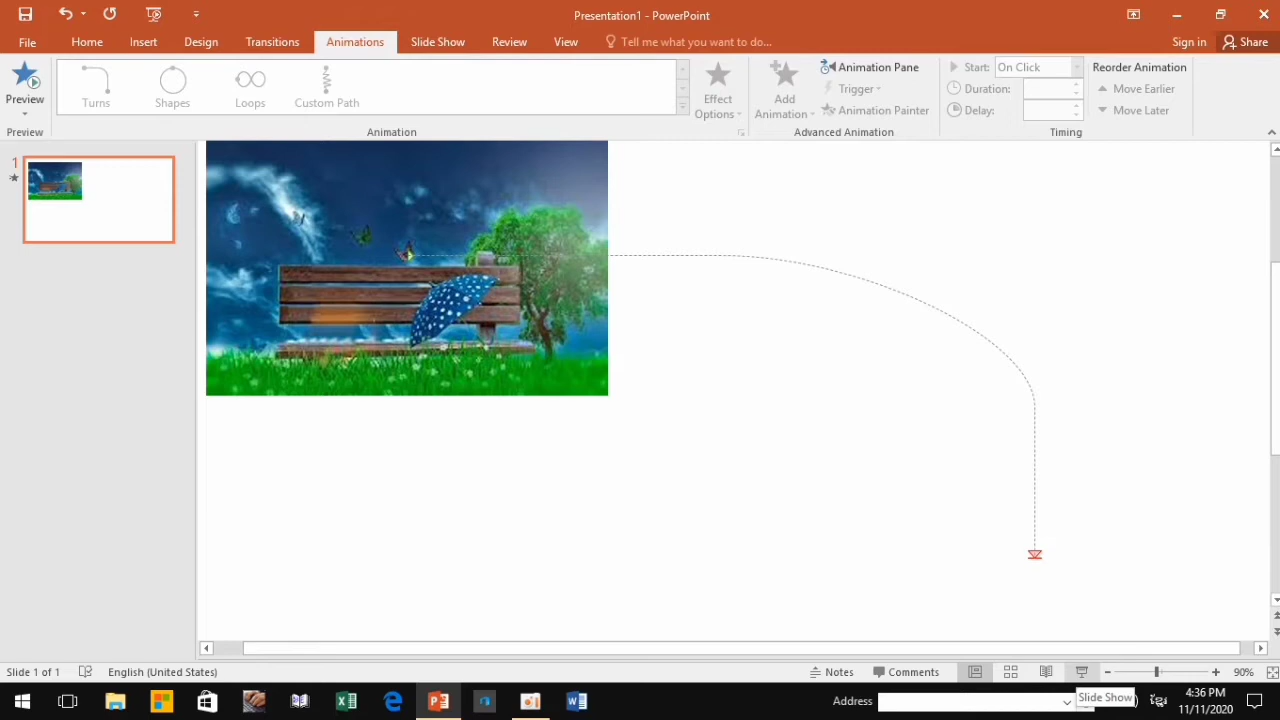 Presentation1 - PowerPoint
File Home Insert Design Transitions Animations Slide Show Review View Tell me what you want to do... Sign in Share
Preview
Turns Shapes Loops Custom Path
Effect Options
Add Animation
Animation Pane
Trigger
Animation Painter
Start: On Click
Duration:
Delay:
Reorder Animation
Move Earlier
Move Later
Preview Animation Advanced Animation Timing
1
Slide 1 of 1 English (United States) Notes Comments 90%
Address Slide Show 4:36 PM
11/11/2020